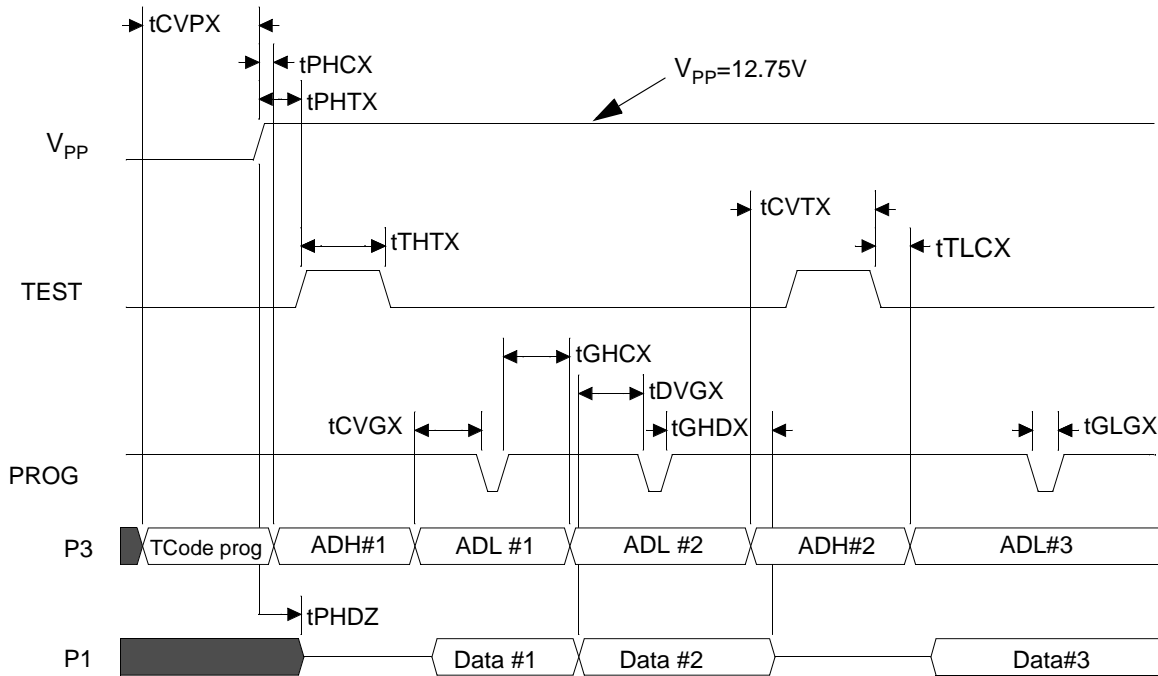 tCVPX
tPHCX
VPP=12.75V
tPHTX
VPP
tCVTX
tTHTX
tTLCX
TEST
tGHCX
tDVGX
tCVGX
tGHDX
tGLGX
PROG
P3
TCode prog
ADH#1
ADL #1
ADL #2
ADH#2
ADL#3
tPHDZ
P1
Data #1
Data #2
Data#3